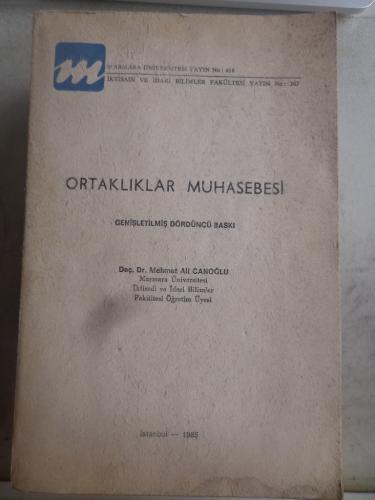 m
MARMARA ÜNİVERSİTESİ YAYIN No:
İKTİSADİ VE İDARİ BİLİMLER FAKÜLTESİ YAYIN No:
ORTAKLIKLAR MUHASEBESİ
GENİŞLETİLMİŞ DÖRDÜNCÜ BASKI
Doç. Dr. Mehmet Ali CANOĞLU
Marmara Üniversitesi
İktisadi ve İdari Bilimler
Fakültesi Öğretim Üyesi
İstanbul — 1985